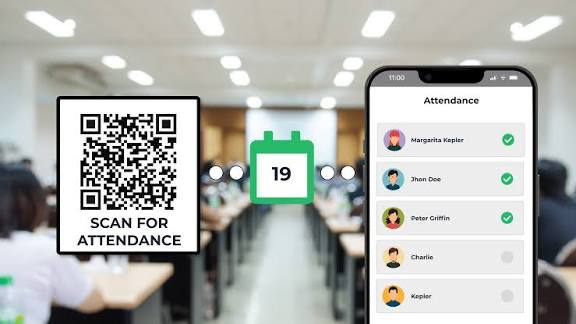 SCAN FOR
ATTENDANCE
19
11:00
Attendance
Margarita Kepler
Jhon Doe
Peter Griffin
Charlie
Kepler